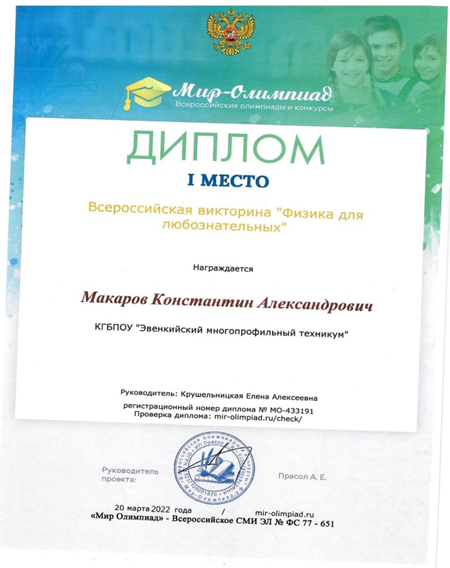 Мир-Олимпиад
Всероссийские олимпиады и конкурсы
ДИПЛОМ
I МЕСТО
Всероссийская викторина "Физика для
любознательных"
Награждается
Макаров Константин Александрович
КГБПОУ "Эвенкийский многопрофильный техникум"
Руководитель: Крушельницкая Елена Алексеевна
регистрационный номер диплома № МО-433191
Проверка диплома: mir-olimpiad.ru/check/
Руководитель
проекта:
Прасол А. Е.
20 марта 2022 года / mir-olimpiad.ru
«Мир Олимпиад» - Всероссийское СМИ ЭЛ № ФС 77 - 651